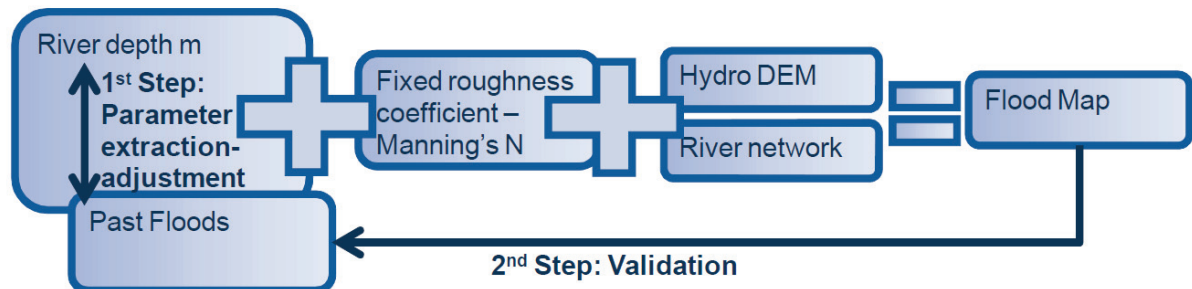 River depth m
1st Step:
Parameter
extraction-
adjustment
Past Floods
Fixed roughness
coefficient –
Manning's N
Hydro DEM
River network
Flood Map
2nd Step: Validation